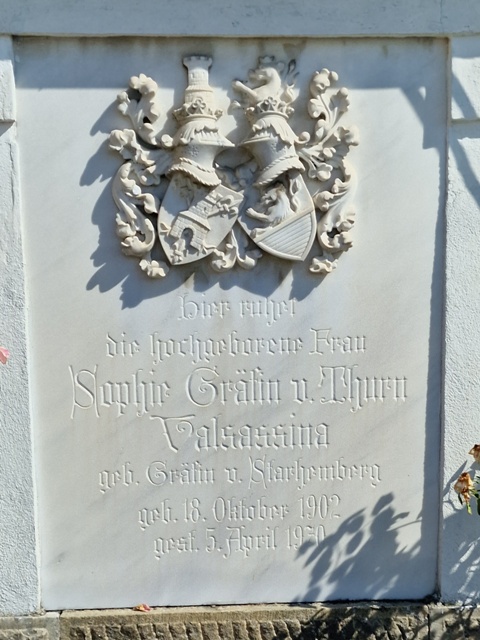 Hier ruhet
die hochgeborene Frau
Sophie Gräfin v. Thurn
Valsassina
geb. Gräfin v. Starhemberg
geb. 18. Oktober 1902
gest. 5. April